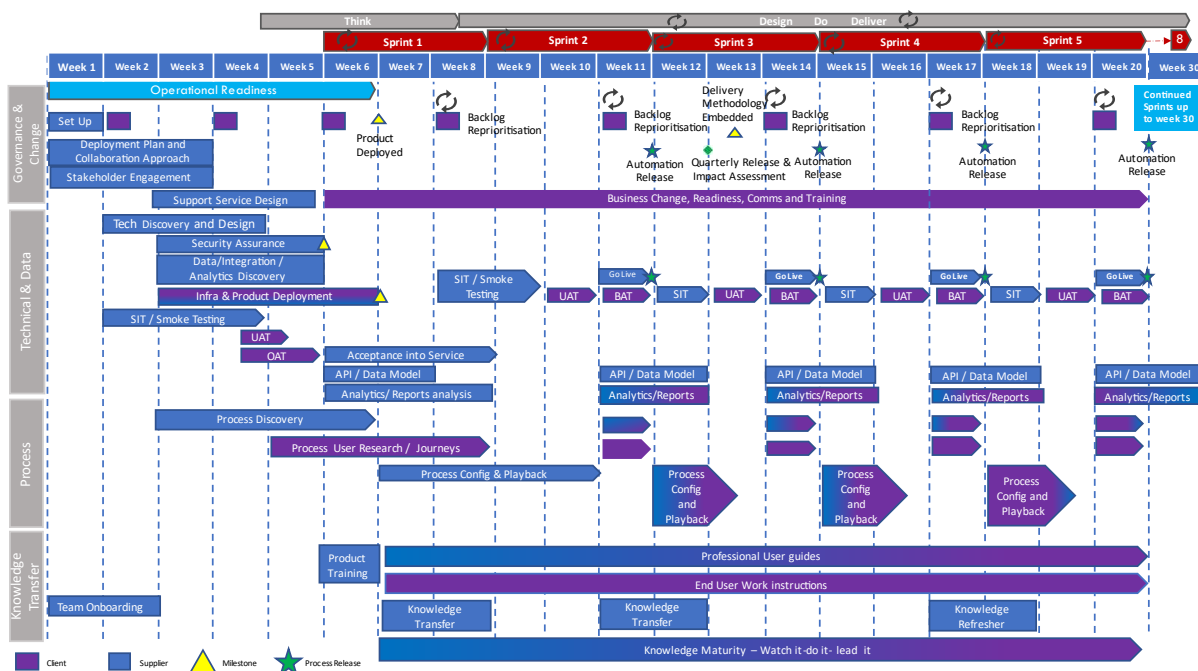 Think
Design Do Deliver
Sprint 1
Sprint 2
Sprint 3
Sprint 4
Sprint 5
8
Week 1
Week 2
Week 3
Week 4
Week 5
Week 6
Week 7
Week 8
Week 9
Week 10
Week 11
Week 12
Week 13
Week 14
Week 15
Week 16
Week 17
Week 18
Week 19
Week 20
Week 30
Governance &
Change
Operational Readiness
Set Up
Product
Deployed
Backlog
Reprioritisation
Backlog
Reprioritisation
Delivery
Methodology
Embedded
Backlog
Reprioritisation
Backlog
Reprioritisation
Continued
Sprints up
to week 30
Deployment Plan and
Collaboration Approach
Automation
Release
Quarterly Release &
Impact Assessment
Automation
Release
Automation
Release
Automation
Release
Stakeholder Engagement
Support Service Design
Business Change, Readiness, Comms and Training
Technical & Data
Tech Discovery and Design
Security Assurance
Data/Integration /
Analytics Discovery
Infra & Product Deployment
SIT / Smoke
Testing
UAT
Go Live
BAT
SIT
UAT
Go Live
BAT
SIT
UAT
Go Live
BAT
SIT
UAT
Go Live
BAT
SIT / Smoke Testing
UAT
OAT
Acceptance into Service
API / Data Model
API / Data Model
API / Data Model
API / Data Model
API / Data Model
Analytics/ Reports analysis
Analytics/Reports
Analytics/Reports
Analytics/Reports
Analytics/Reports
Process
Process Discovery
Process User Research / Journeys
Process Config & Playback
Process
Config
and
Playback
Process
Config
and
Playback
Process
Config and
Playback
Knowledge
Transfer
Product
Training
Professional User guides
End User Work instructions
Team Onboarding
Knowledge
Transfer
Knowledge
Transfer
Knowledge
Refresher
Knowledge Maturity – Watch it-do it- lead it
Client
Supplier
Milestone
Process Release